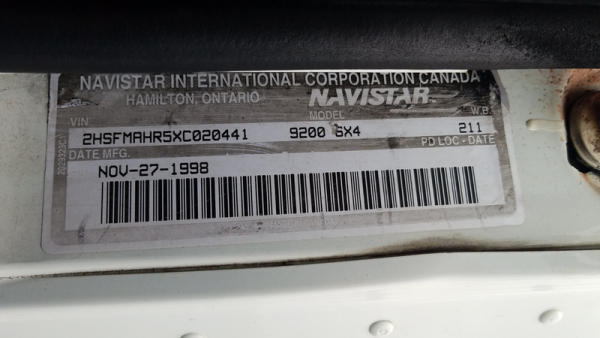 NAVISTAR INTERNATIONAL CORPORATION CANADA
HAMILTON, ONTARIO NAVISTAR
VIN MODEL W.B.
2HSFMAHR5XC020441 9200 6X4 211
DATE MFG. PD LOC - DATE
NOV-27-1998